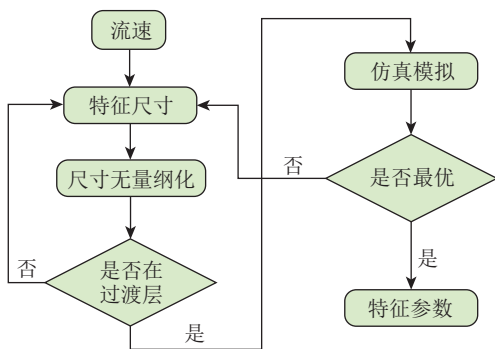 流速
特征尺寸
尺寸无量纲化
是否在
过渡层
否
是
仿真模拟
是否最优
否
是
特征参数